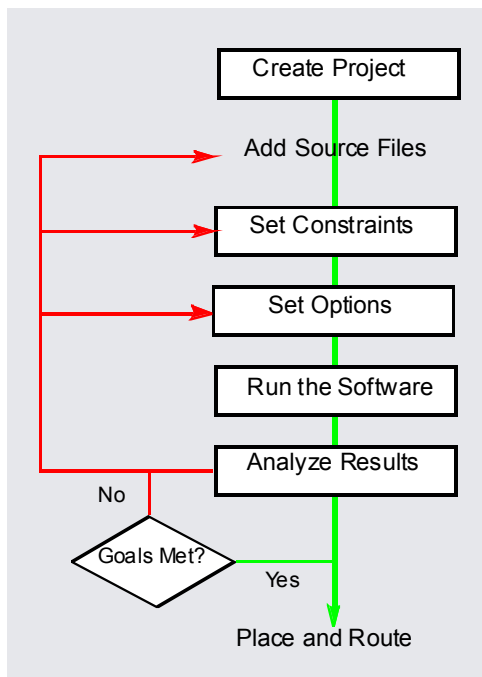 Create Project
Add Source Files
Set Constraints
Set Options
Run the Software
Analyze Results
No
Goals Met?
Yes
Place and Route